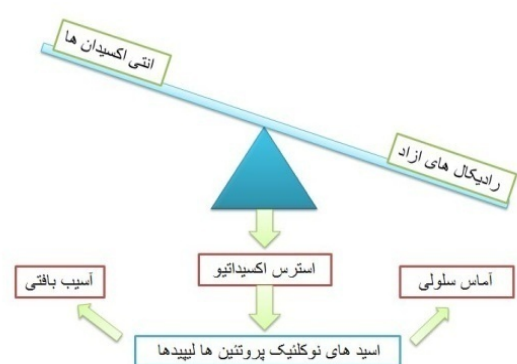 انتی اکسیدان ها
رادیکال های ازاد
استرس اکسیداتیو
آماس سلولی
آسیب بافتی
اسید های نوکلئیک پروتئین ها لیپیدها